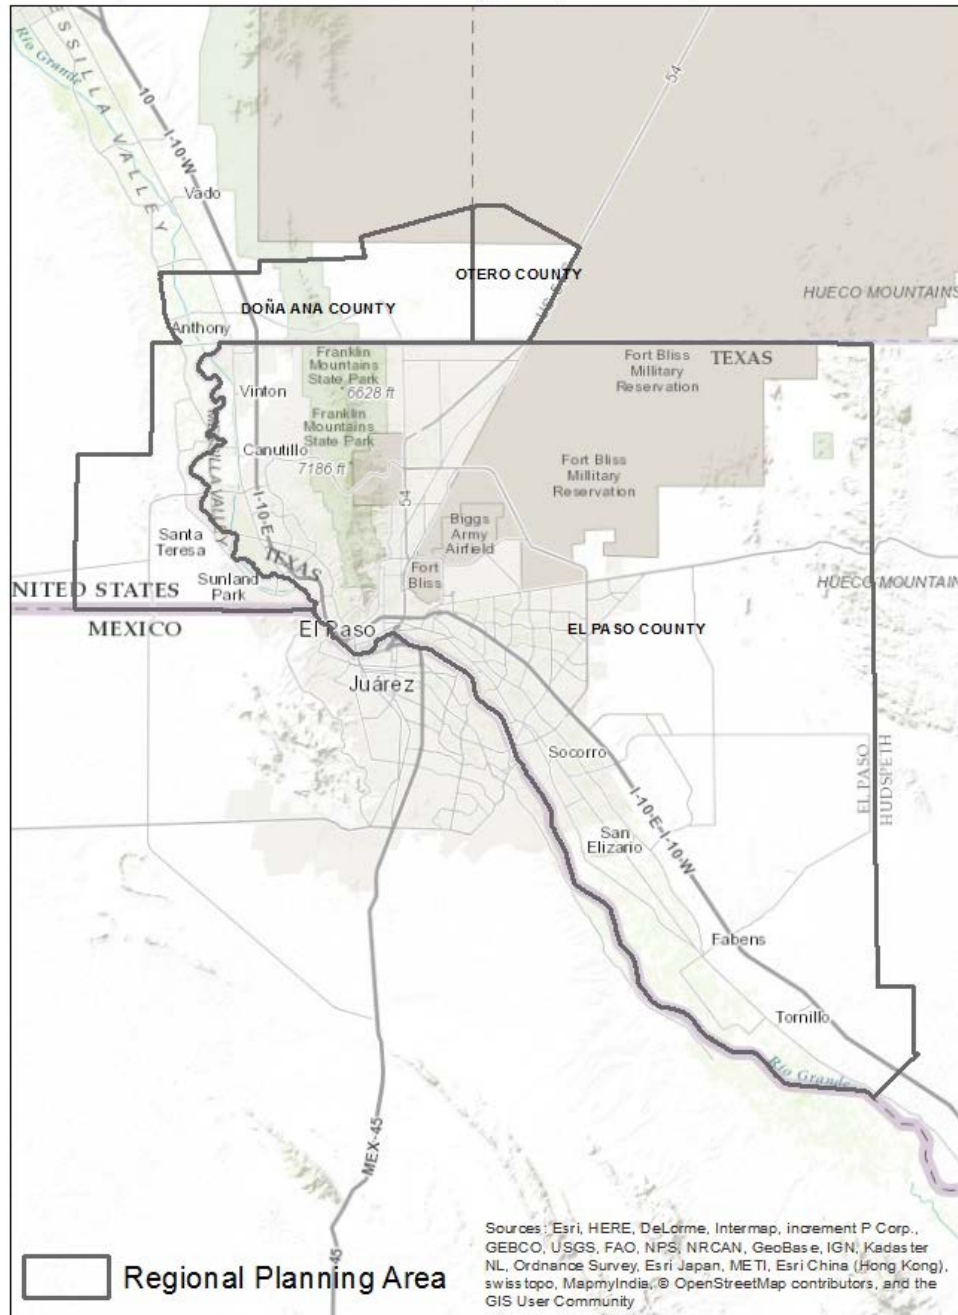 Rio Grande
ESSILLA VALLEY
10
I-10-W
54
Vado
OTERO COUNTY
DOÑA ANA COUNTY
HUECO MOUNTAINS
Anthony
Franklin
Mountains
State Park
6628 ft
Fort Bliss
Millitary
Reservation
TEXAS
Vinton
Franklin
Mountains
State Park
Canutillo
7186 ft
Fort Bliss
Millitary
Reservation
54
I-10-E
Biggs
Army
Airfield
Santa
Teresa
TEXAS
Fort
Bliss
Sunland
Park
HUECO MOUNTAIN
NITED STATES
MEXICO
El Paso
EL PASO COUNTY
Juárez
Socorro
EL PASO
HUDSPETH
I-10-E-I-10-W
San
Elizario
Fabens
Tornillo
Rio Grande
MEX-45
45
Sources: Esri, HERE, DeLorme, Intermap, increment P Corp.,
GEBCO, USGS, FAO, NPS, NRCAN, GeoBase, IGN, Kadaster
NL, Ordnance Survey, Esri Japan, METI, Esri China (Hong Kong),
swisstopo, MapmyIndia, © OpenStreetMap contributors, and the
GIS User Community
Regional Planning Area